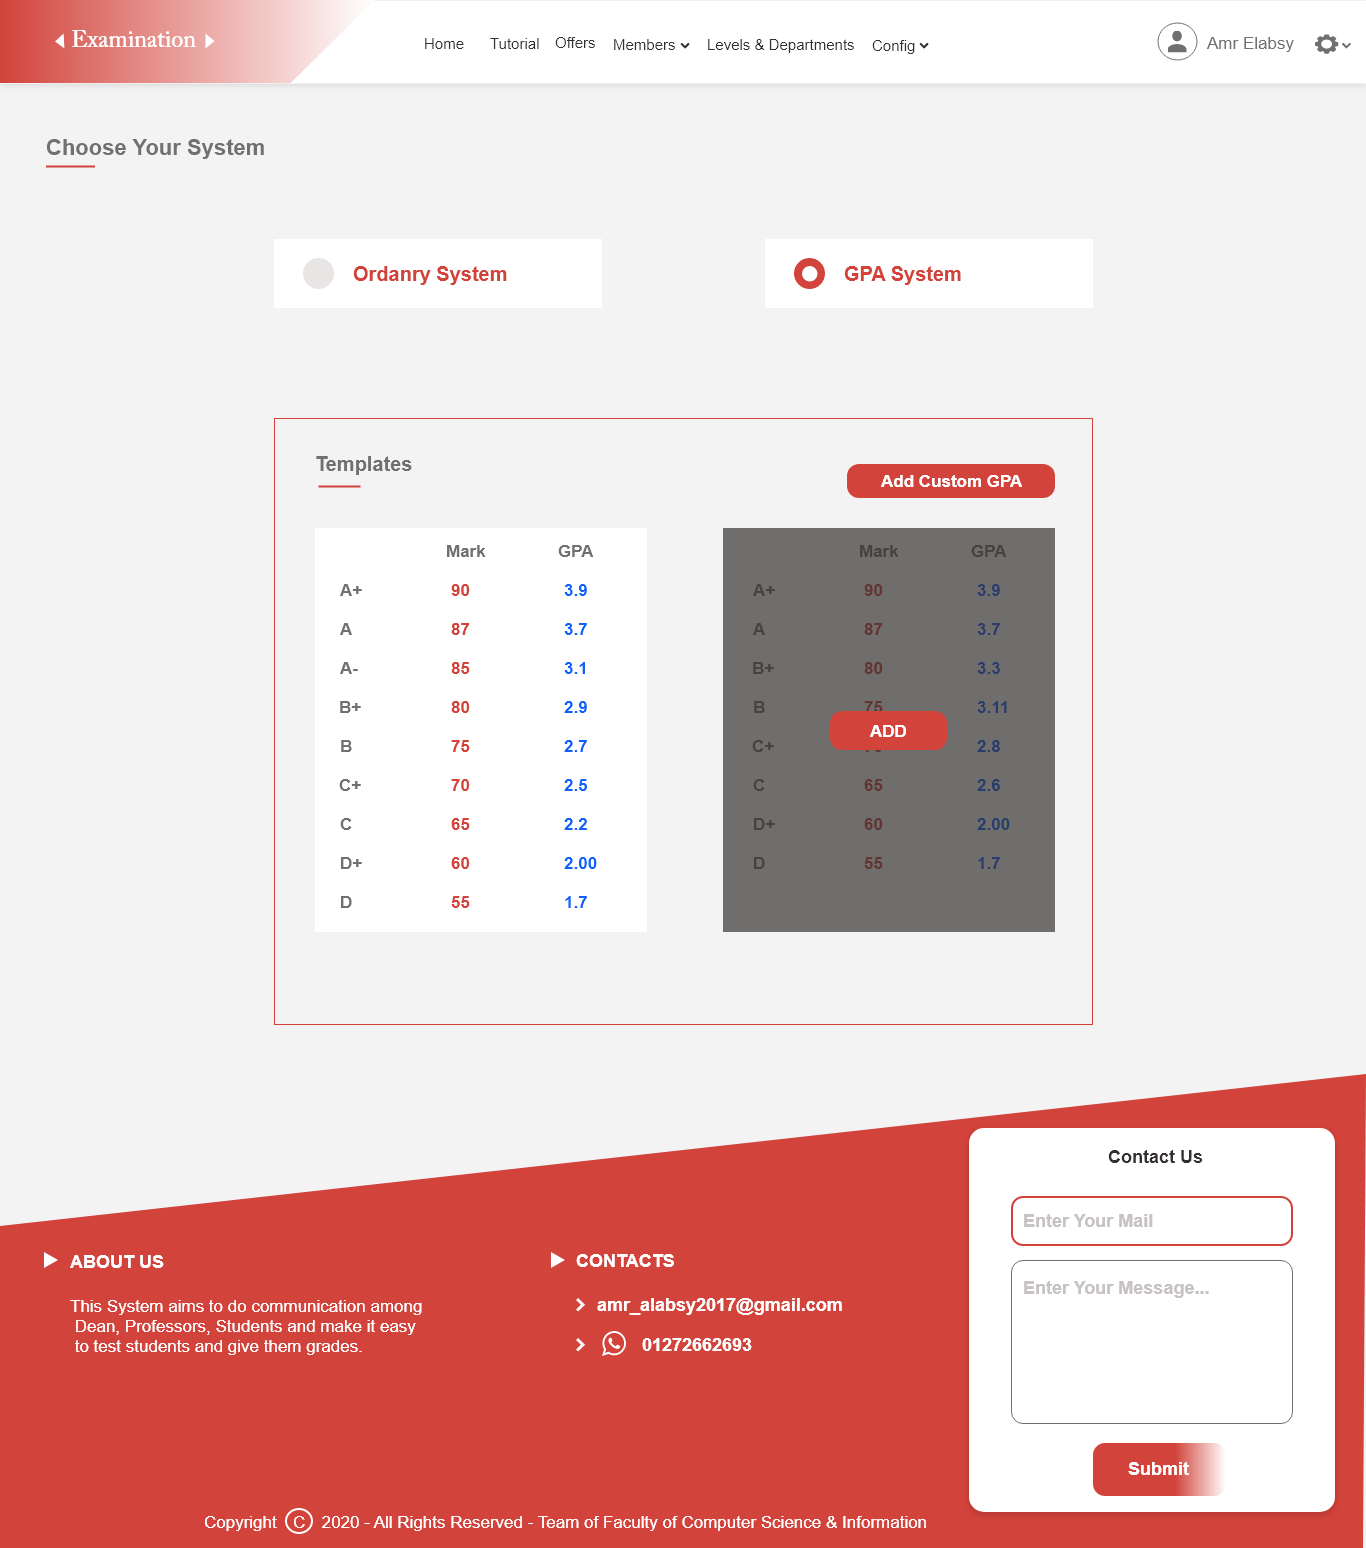 Examination
Home Tutorial Offers Members Levels & Departments Config
Amr Elabsy
Choose Your System
Ordanry System
GPA System
Templates
Add Custom GPA
Mark GPA
A+ 90 3.9
A 87 3.7
A- 85 3.1
B+ 80 2.9
B 75 2.7
C+ 70 2.5
C 65 2.2
D+ 60 2.00
D 55 1.7
Mark GPA
A+ 90 3.9
A 87 3.7
B+ 80 3.3
B 75 3.11
ADD
C+ 2.8
C 65 2.6
D+ 60 2.00
D 55 1.7
ABOUT US
This System aims to do communication among
Dean, Professors, Students and make it easy
to test students and give them grades.
CONTACTS
amr_alabsy2017@gmail.com
01272662693
Contact Us
Enter Your Mail
Enter Your Message...
Submit
Copyright © 2020 - All Rights Reserved - Team of Faculty of Computer Science & Information